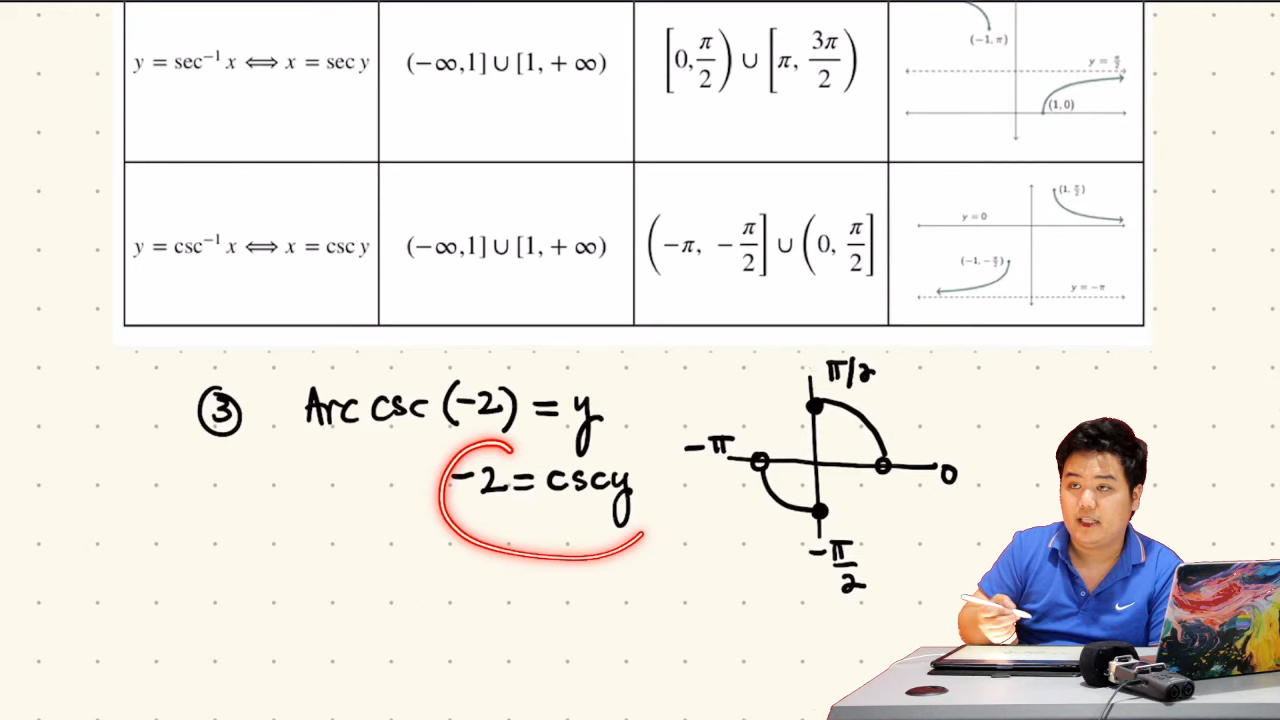 y = sec⁻¹ x ⟺ x = sec y
(−∞,1] ∪ [1, + ∞)
[0, π/2) ∪ [π, 3π/2)
(−1, π)
y = π/2
(1, 0)
y = csc⁻¹ x ⟺ x = csc y
(−∞,1] ∪ [1, + ∞)
(−π, −π/2] ∪ (0, π/2]
(1, π/2)
y = 0
(−1, −π/2)
y = −π
③ Arc csc (−2) = y
−2 = cscy
π/2
−π
0
−π/2